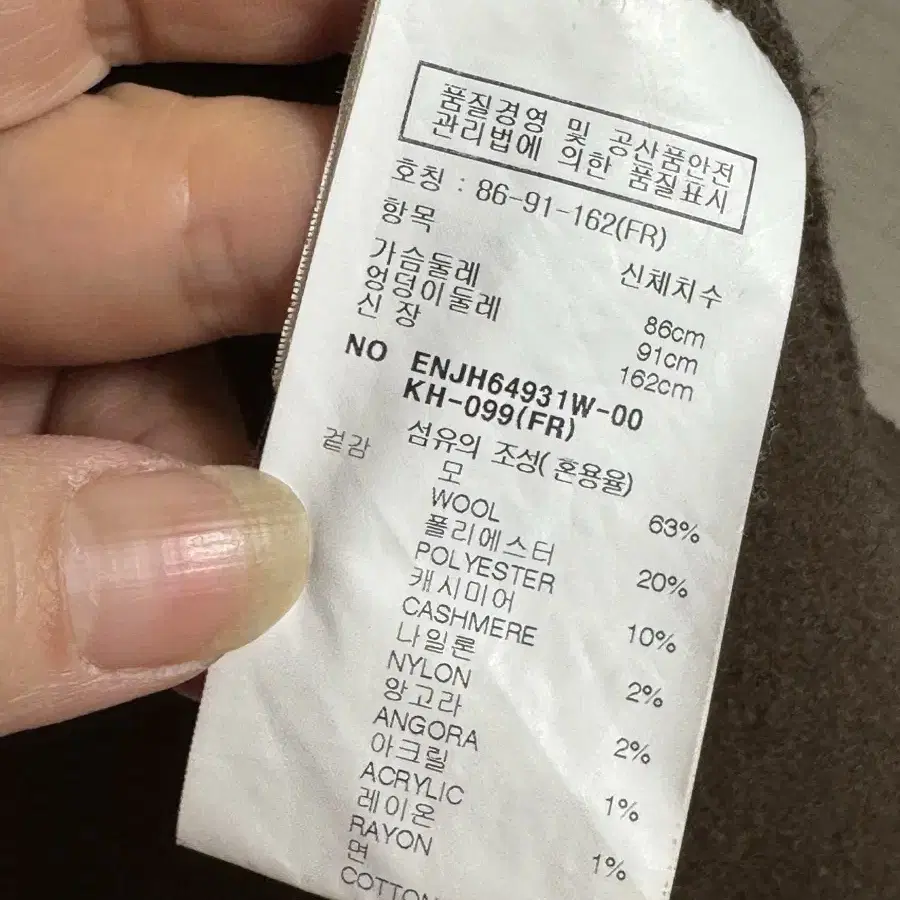 품질경영 및 공산품안전
관리법에 의한 품질표시
호칭 : 86-91-162(FR)
항목 신체치수
가슴둘레 86cm
엉덩이둘레 91cm
신 장 162cm
NO ENJH64931W-00
KH-099(FR)
섬유의 조성( 혼용율)
겉감 모
WOOL 63%
폴리에스터
POLYESTER 20%
캐시미어
CASHMERE 10%
나일론
NYLON 2%
앙고라
ANGORA 2%
아크릴
ACRYLIC 1%
레이온
RAYON 1%
면
COTTON